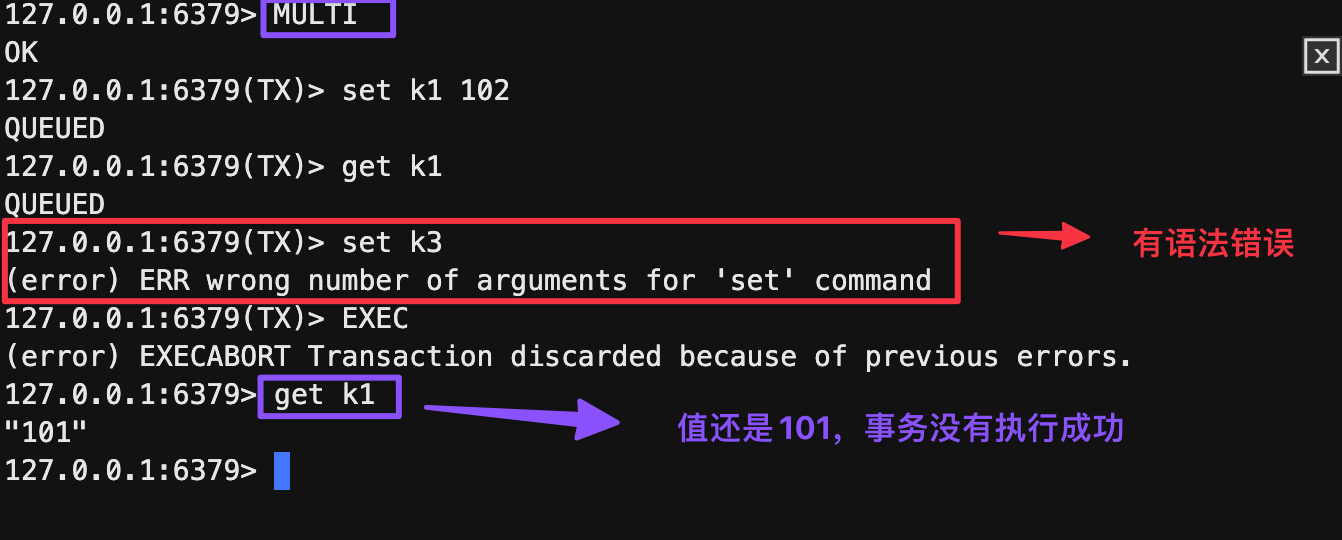 127.0.0.1:6379> MULTI
OK
X
127.0.0.1:6379(TX)> set k1 102
QUEUED
127.0.0.1:6379(TX)> get k1
QUEUED
127.0.0.1:6379(TX)> set k3
有语法错误
(error) ERR wrong number of arguments for 'set' command
127.0.0.1:6379(TX)> EXEC
(error) EXECABORT Transaction discarded because of previous errors.
127.0.0.1:6379> get k1
"101"
值还是101，事务没有执行成功
127.0.0.1:6379>